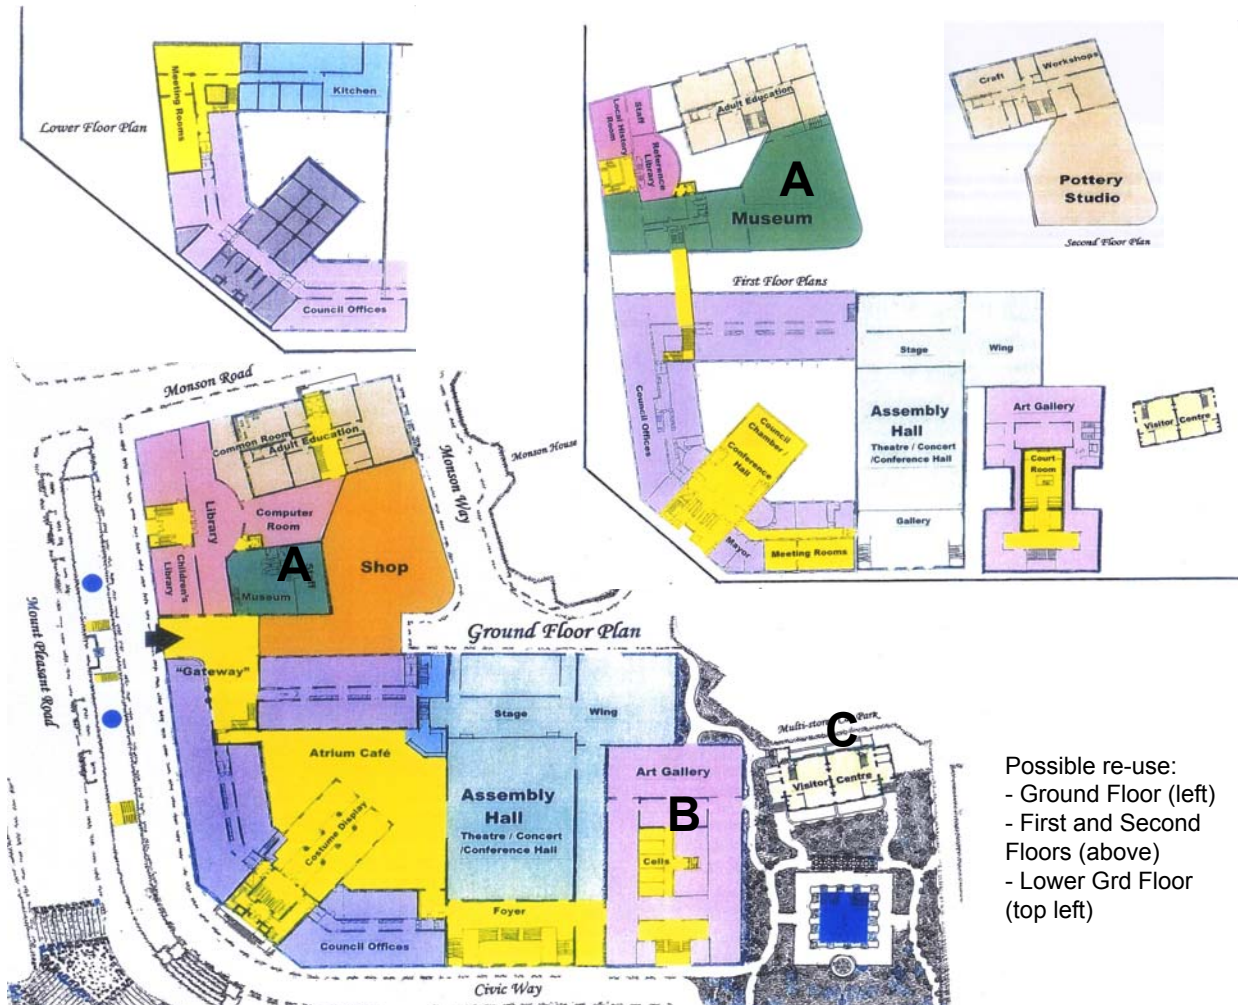 Lower Floor Plan
Meeting Rooms
Kitchen
Council Offices
Local History
Room
Staff
Reference
Library
Adult Education
A
Museum
Craft
Workshops
Pottery
Studio
Second Floor Plan
First Floor Plans
Council Offices
Council
Chamber /
Conference
Hall
Mayor
Meeting Rooms
Stage
Wing
Assembly
Hall
Theatre / Concert
/Conference Hall
Gallery
Art Gallery
Court
Room
Visitor Centre
Monson Road
Monson Way
Monson House
Mount Pleasant Road
Common Room
Adult Education
Library
Computer
Room
Children's
Library
A
Staff
Museum
Shop
Ground Floor Plan
"Gateway"
Atrium Café
Costume Display
Council Offices
Stage
Wing
Assembly
Hall
Theatre / Concert
/Conference Hall
Foyer
Art Gallery
B
Cells
Multi-storey Car Park
C
Visitor Centre
Civic Way
Possible re-use:
- Ground Floor (left)
- First and Second
Floors (above)
- Lower Grd Floor
(top left)